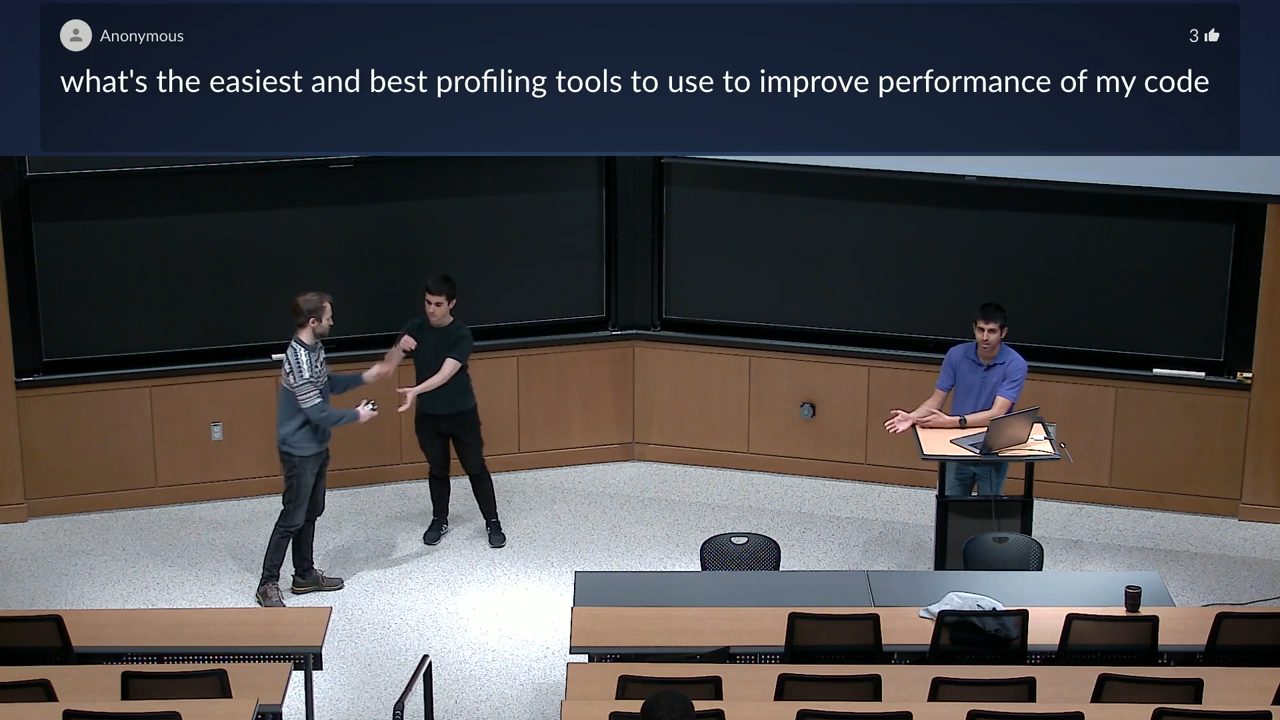 Anonymous
3
what's the easiest and best profiling tools to use to improve performance of my code